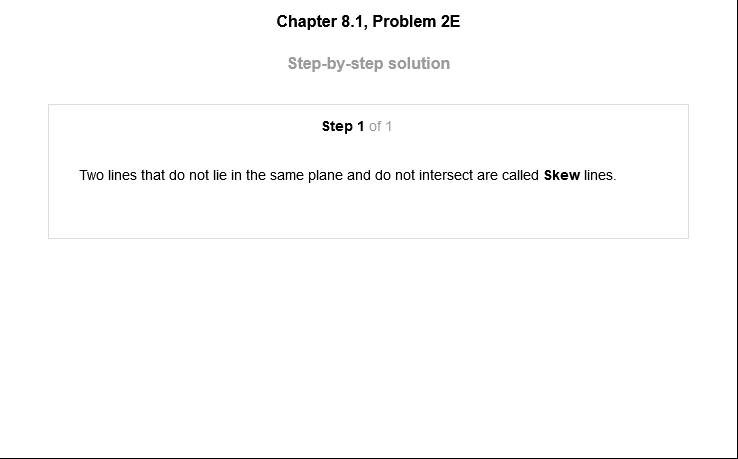 Chapter 8.1, Problem 2E
Step-by-step solution
Step 1 of 1
Two lines that do not lie in the same plane and do not intersect are called Skew lines.